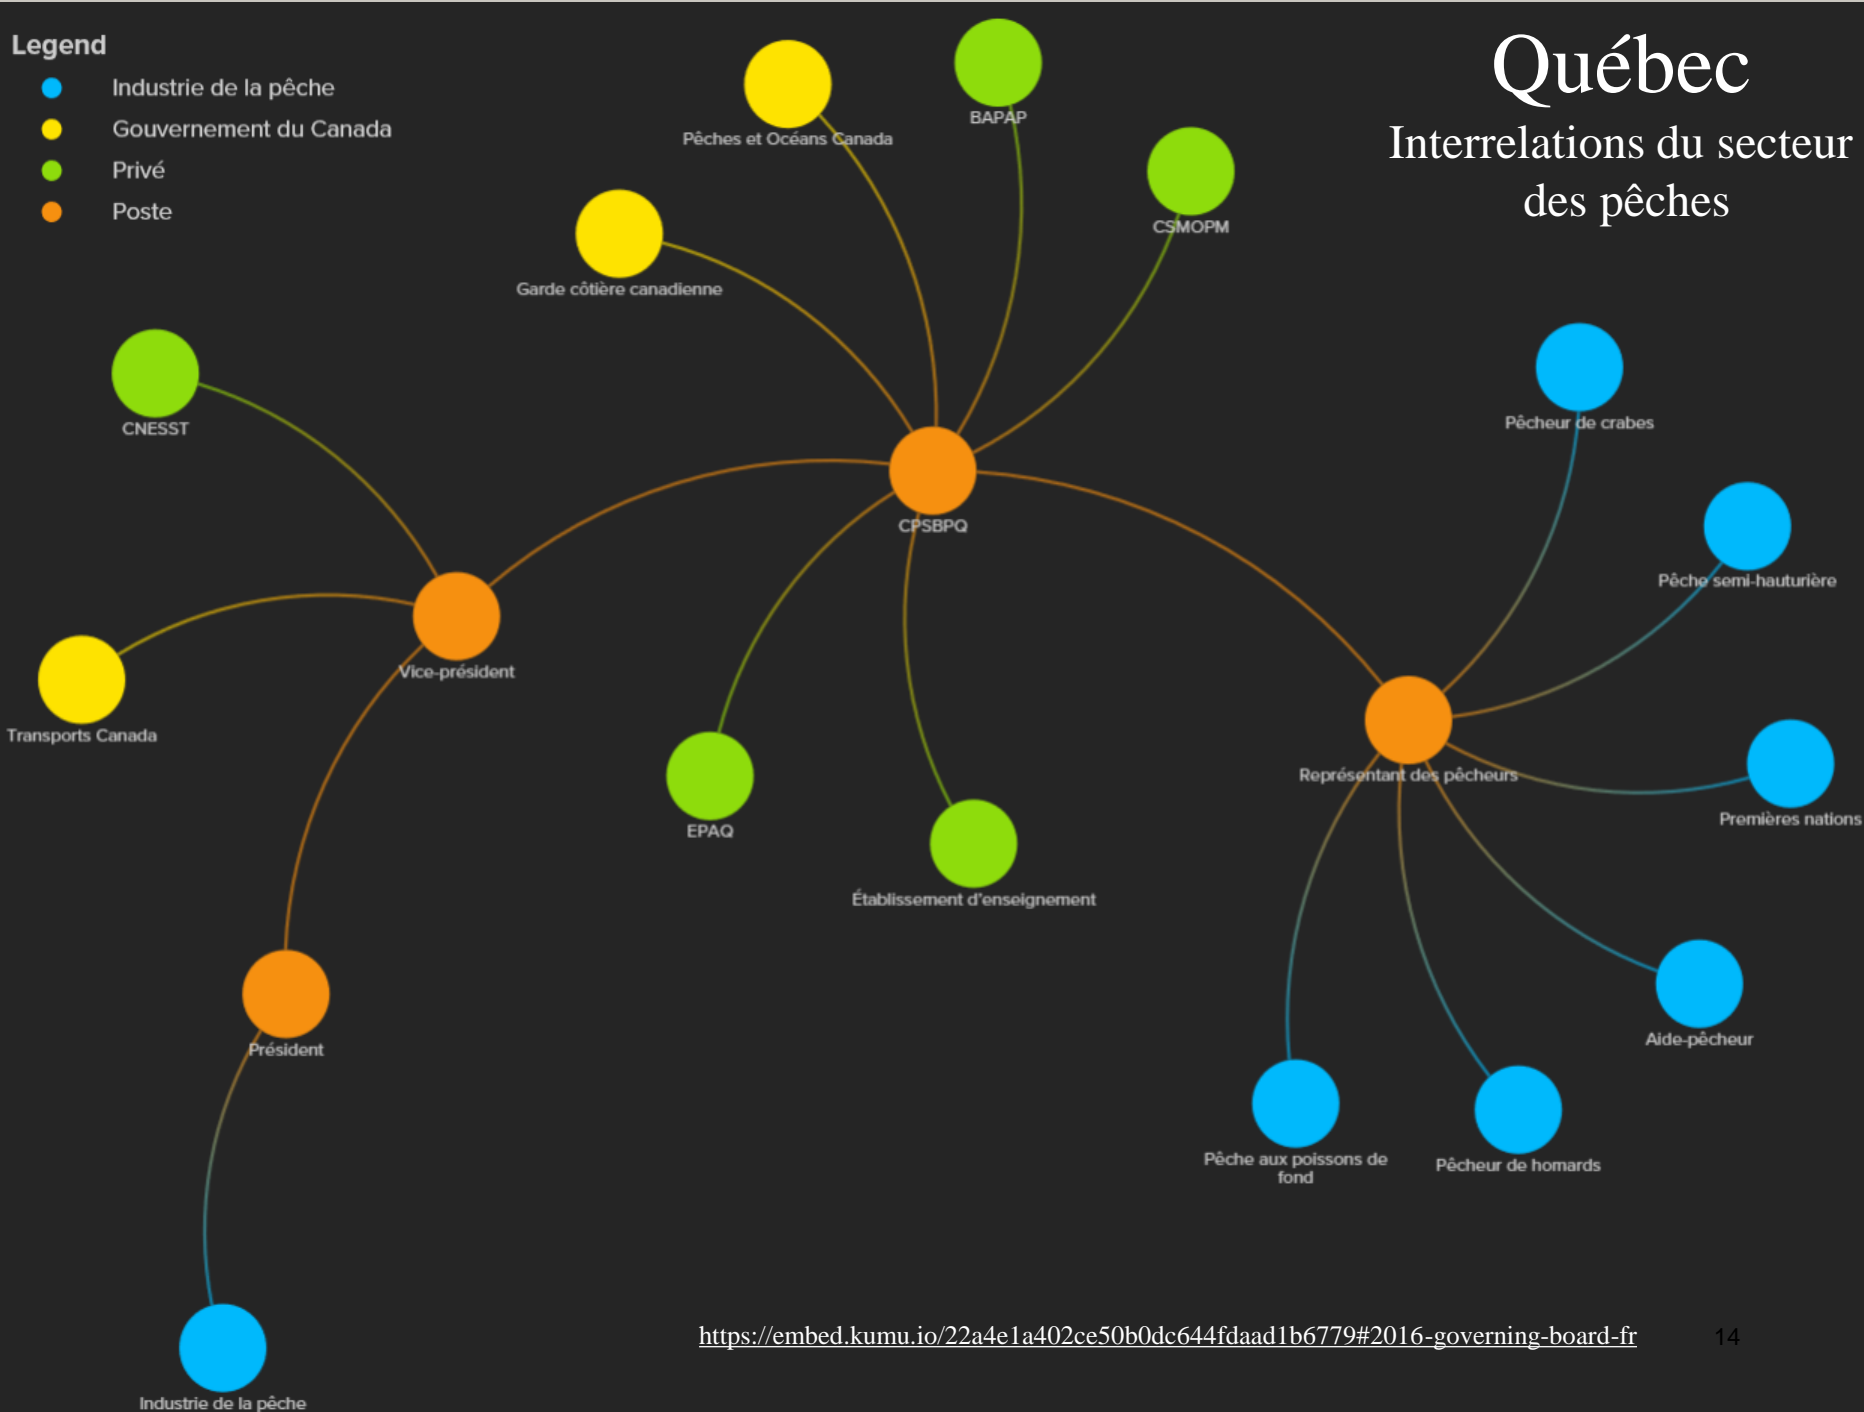 Legend
Industrie de la pêche
Gouvernement du Canada
Privé
Poste
Québec
Interrelations du secteur
des pêches
Pêches et Océans Canada
BAPAP
CSMOPM
Garde côtière canadienne
CNESST
Pêcheur de crabes
CPSBPQ
Pêche semi-hauturière
Vice-président
Transports Canada
Représentant des pêcheurs
Premières nations
EPAQ
Établissement d'enseignement
Aide-pêcheur
Président
Pêche aux poissons de
fond
Pêcheur de homards
https://embed.kumu.io/22a4e1a402ce50b0dc644fdaad1b6779#2016-governing-board-fr
14
Industrie de la pêche